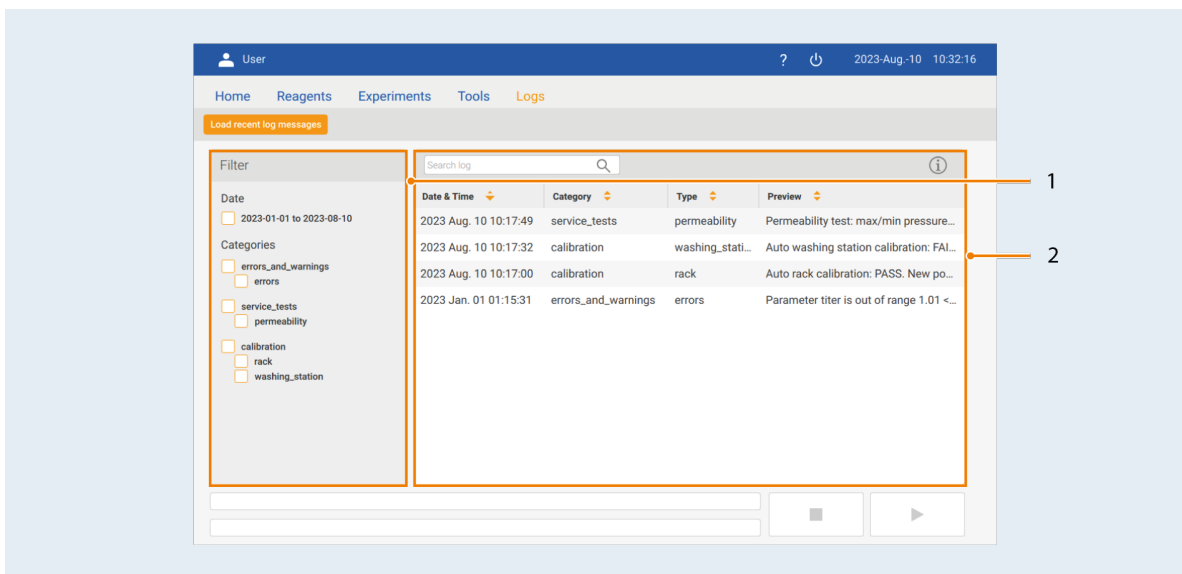 User
? 2023-Aug.-10 10:32:16
Home Reagents Experiments Tools Logs
Load recent log messages
Filter
Date
2023-01-01 to 2023-08-10
Categories
errors_and_warnings
errors
service_tests
permeability
calibration
rack
washing_station
Search log
Date & Time Category Type Preview
2023 Aug. 10 10:17:49 service_tests permeability Permeability test: max/min pressure...
2023 Aug. 10 10:17:32 calibration washing_stati... Auto washing station calibration: FAI...
2023 Aug. 10 10:17:00 calibration rack Auto rack calibration: PASS. New po...
2023 Jan. 01 01:15:31 errors_and_warnings errors Parameter titer is out of range 1.01 <...
1
2